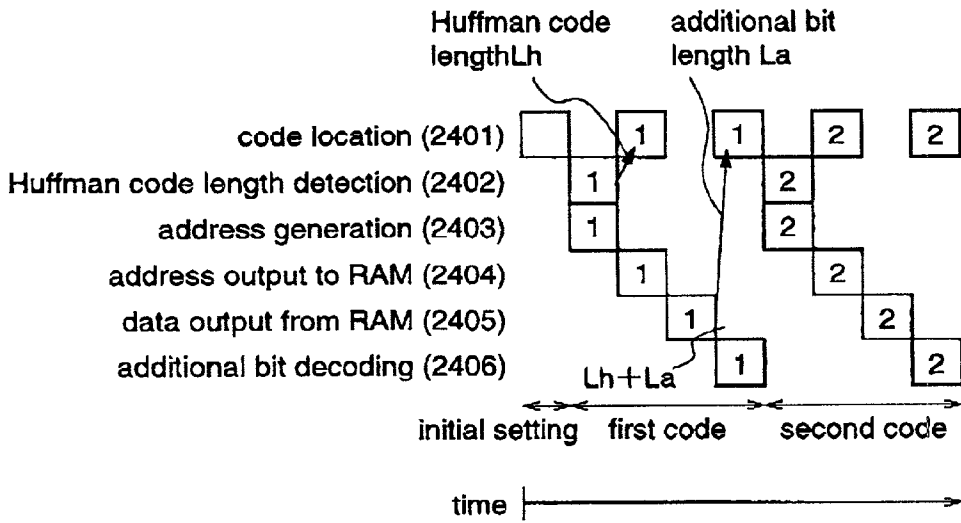 Huffman code
lengthLh
additional bit
length La
code location (2401) 1 1 2 2
Huffman code length detection (2402) 1 2
address generation (2403) 1 2
address output to RAM (2404) 1 2
data output from RAM (2405) 1 2
additional bit decoding (2406) 1 2
Lh+La
initial setting first code second code
time